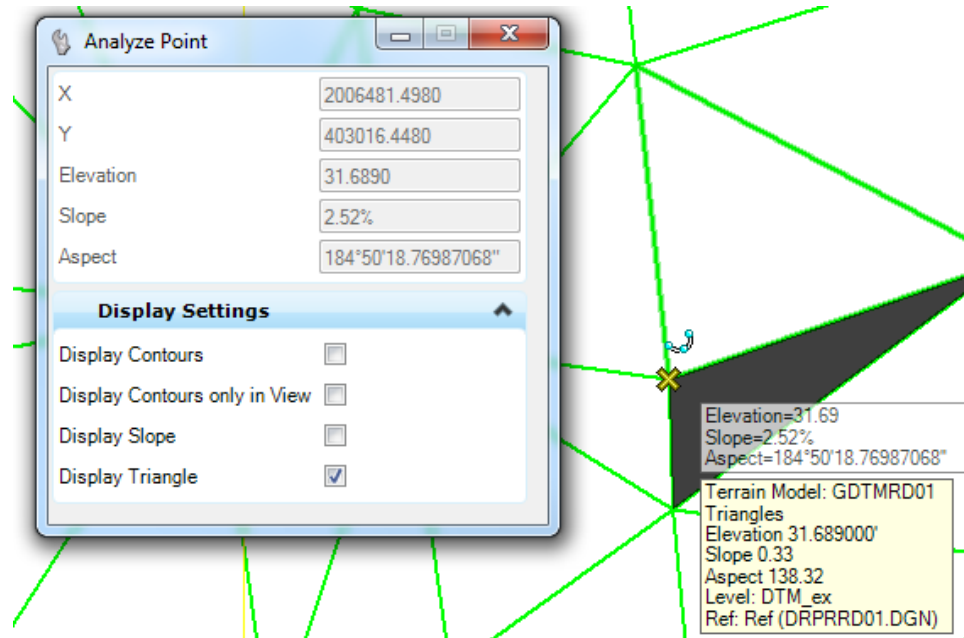 Analyze Point
X 2006481.4980
Y 403016.4480
Elevation 31.6890
Slope 2.52%
Aspect 184°50'18.76987068"
Display Settings
Display Contours
Display Contours only in View
Display Slope
Display Triangle
Elevation=31.69
Slope=2.52%
Aspect=184°50'18.76987068"
Terrain Model: GDTMRD01
Triangles
Elevation 31.689000'
Slope 0.33
Aspect 138.32
Level: DTM_ex
Ref: Ref (DRPRRD01.DGN)